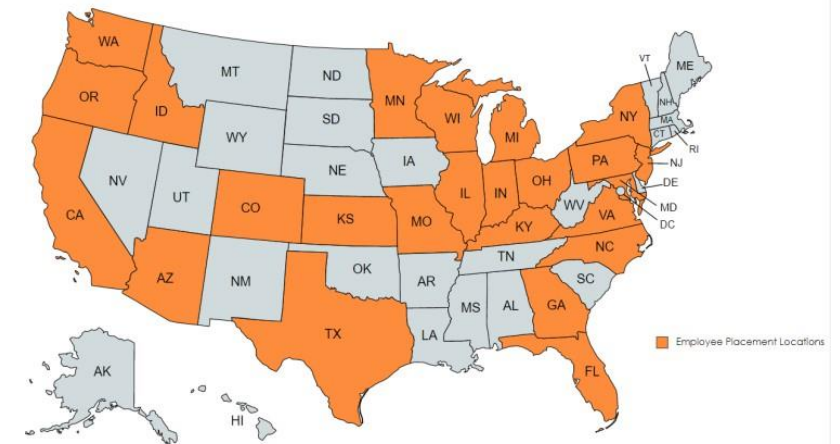 WA
MT
ND
MN
VT
ME
OR
ID
SD
WI
MI
NY
NH
MA
CT
RI
WY
IA
PA
NJ
NE
NV
UT
CO
IL
IN
OH
DE
WV
MD
CA
KS
MO
KY
VA
DC
NC
TN
AZ
NM
OK
AR
SC
MS
AL
GA
TX
LA
Employee Placement Locations
AK
FL
HI